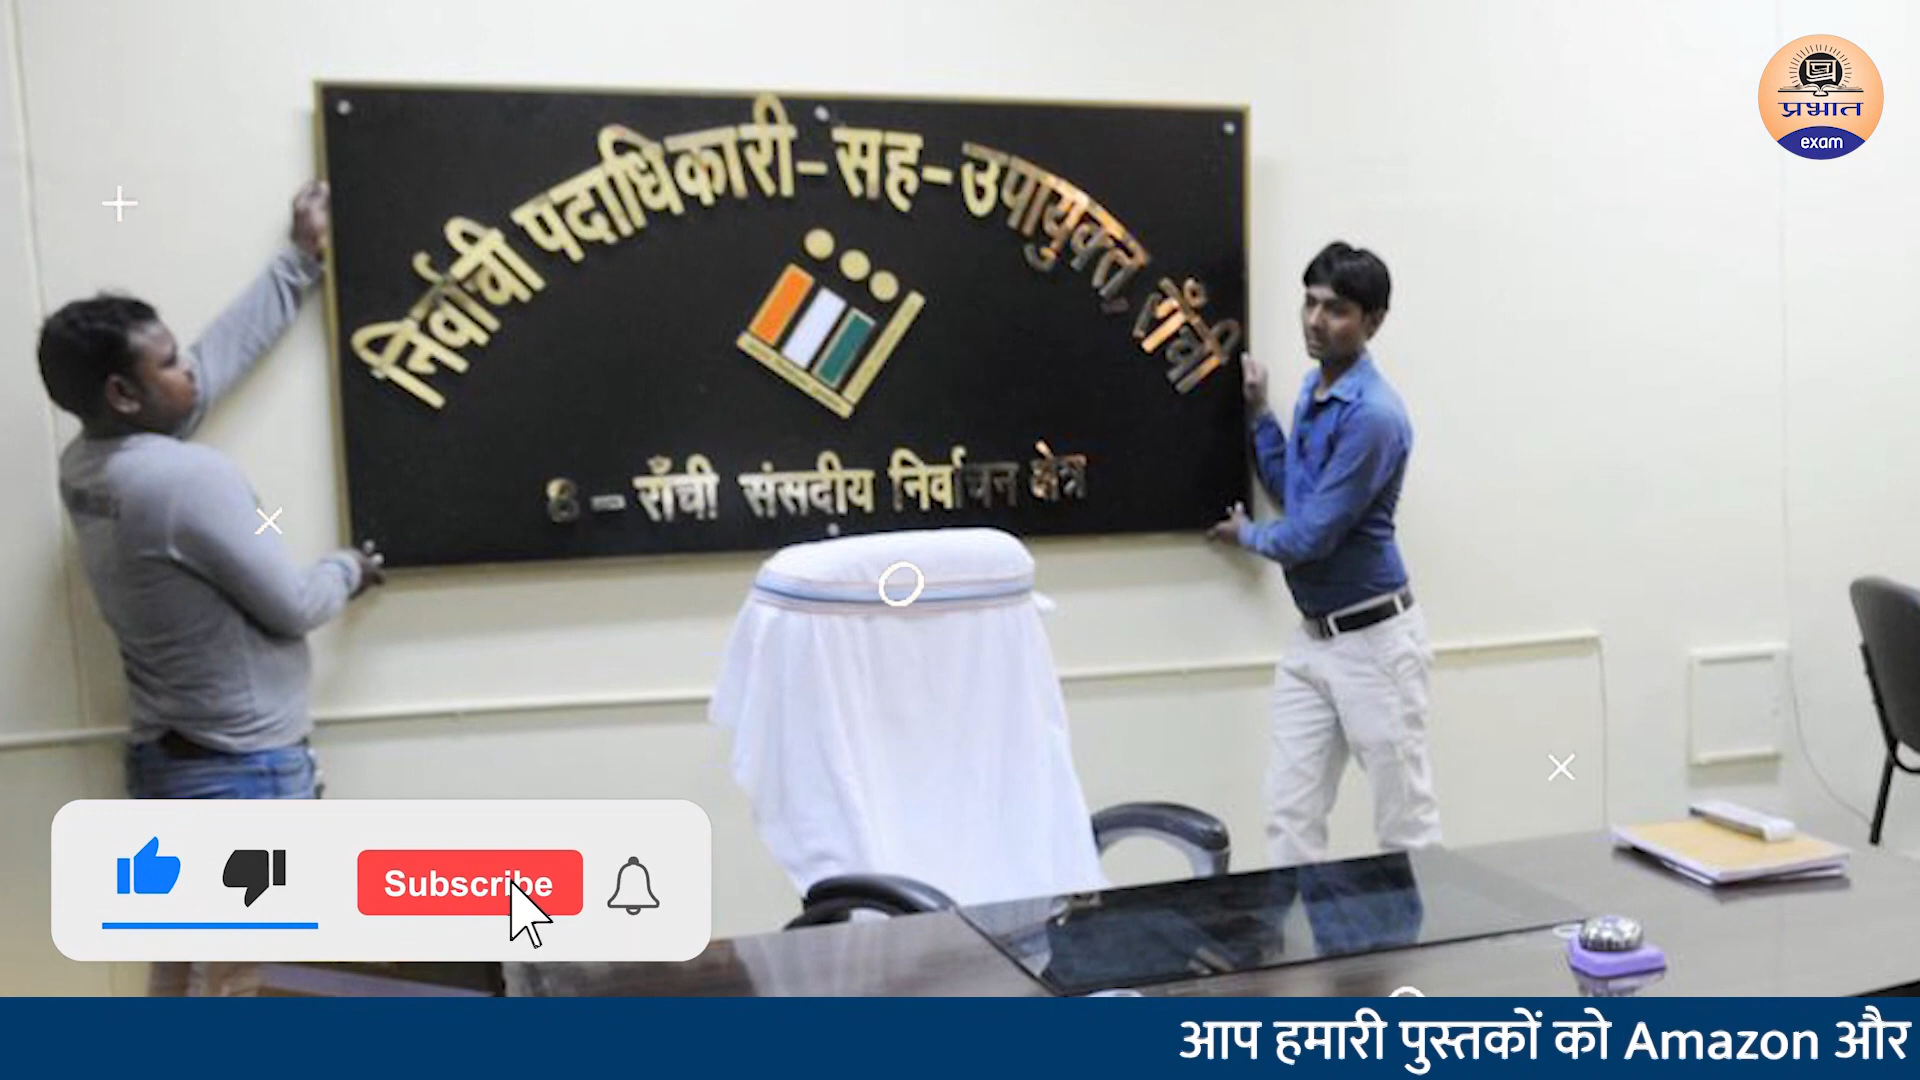 निर्वाची पदाधिकारी-सह-उपायुक्त, राँची
8 - राँची संसदीय निर्वाचन क्षेत्र
प्रभात
exam
Subscribe
आप हमारी पुस्तकों को Amazon और